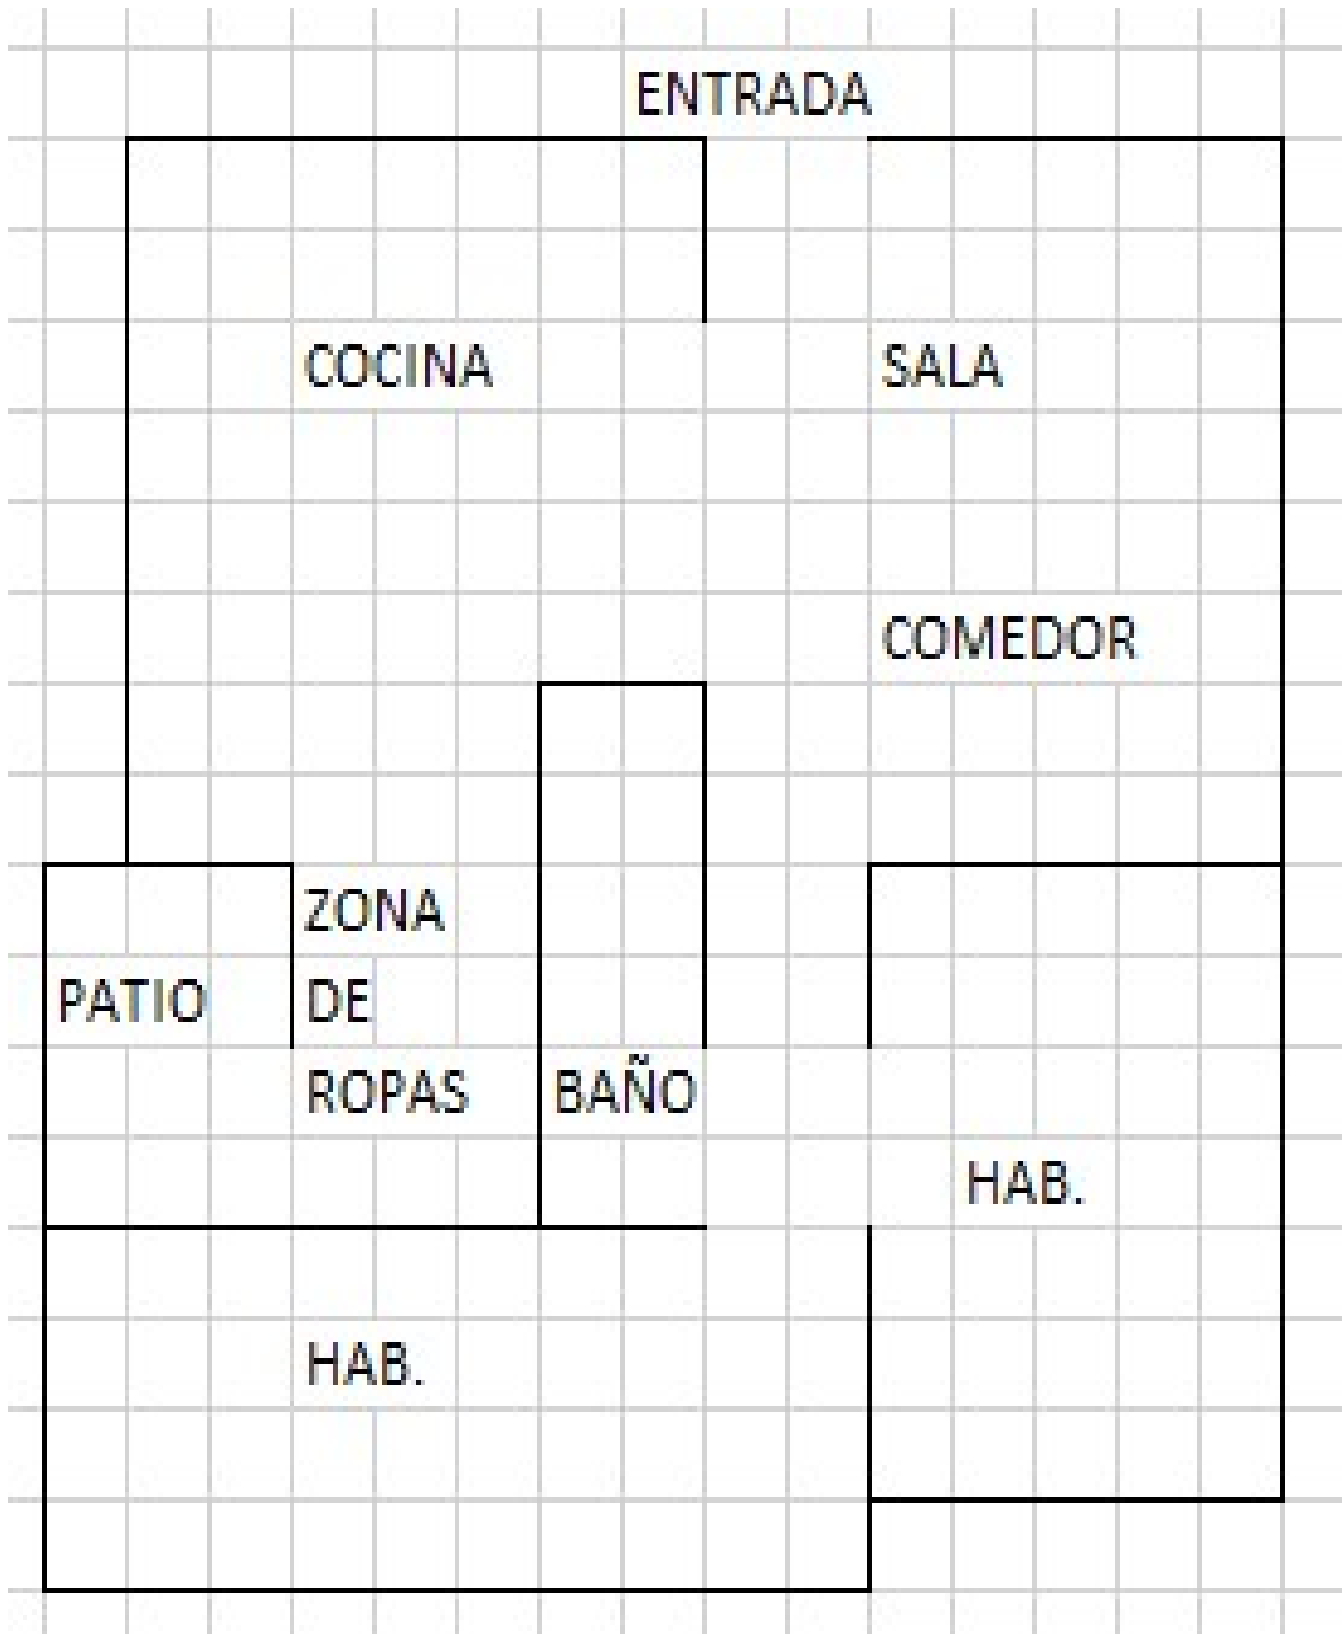 ENTRADA
COCINA
SALA
COMEDOR
ZONA
DE
ROPAS
PATIO
BAÑO
HAB.
HAB.